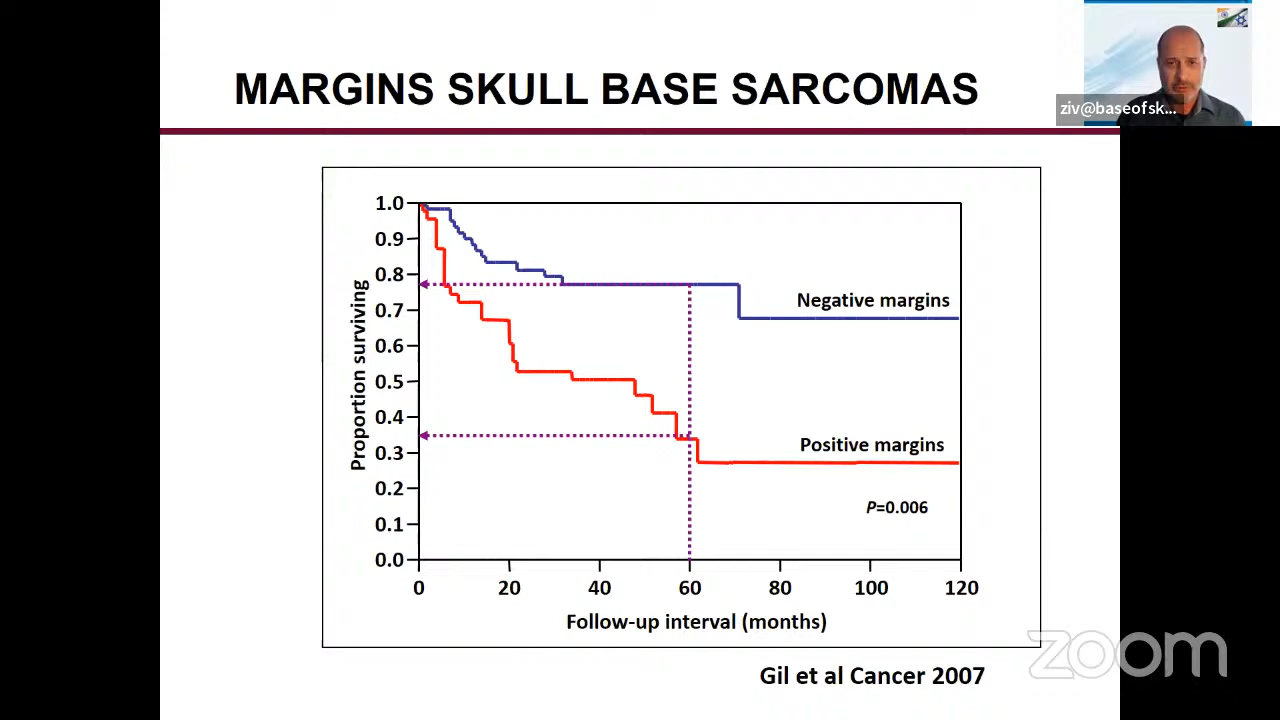 MARGINS SKULL BASE SARCOMAS
ziv@baseofsk...
1.0
0.9
0.8
0.7
0.6
0.5
0.4
0.3
0.2
0.1
0.0
Proportion surviving
Negative margins
Positive margins
P=0.006
0 20 40 60 80 100 120
Follow-up interval (months)
zoom
Gil et al Cancer 2007